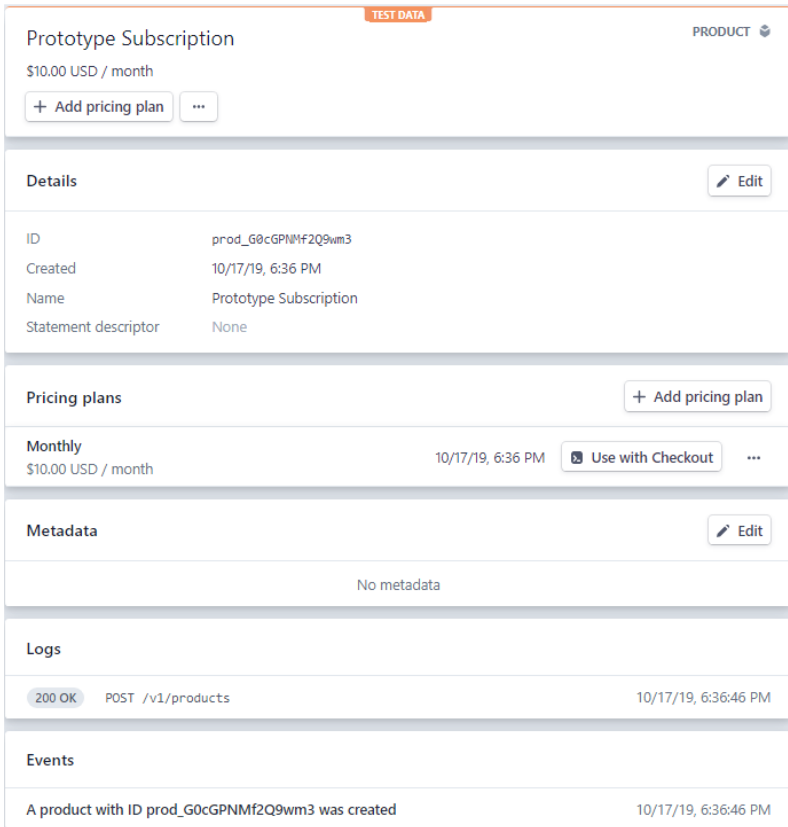 TEST DATA
Prototype Subscription
PRODUCT
$10.00 USD / month
+ Add pricing plan ...
Details
Edit
ID prod_G0cGPNMf2Q9wm3
Created 10/17/19, 6:36 PM
Name Prototype Subscription
Statement descriptor None
Pricing plans
+ Add pricing plan
Monthly
$10.00 USD / month
10/17/19, 6:36 PM Use with Checkout ...
Metadata
Edit
No metadata
Logs
200 OK POST /v1/products 10/17/19, 6:36:46 PM
Events
A product with ID prod_G0cGPNMf2Q9wm3 was created 10/17/19, 6:36:46 PM